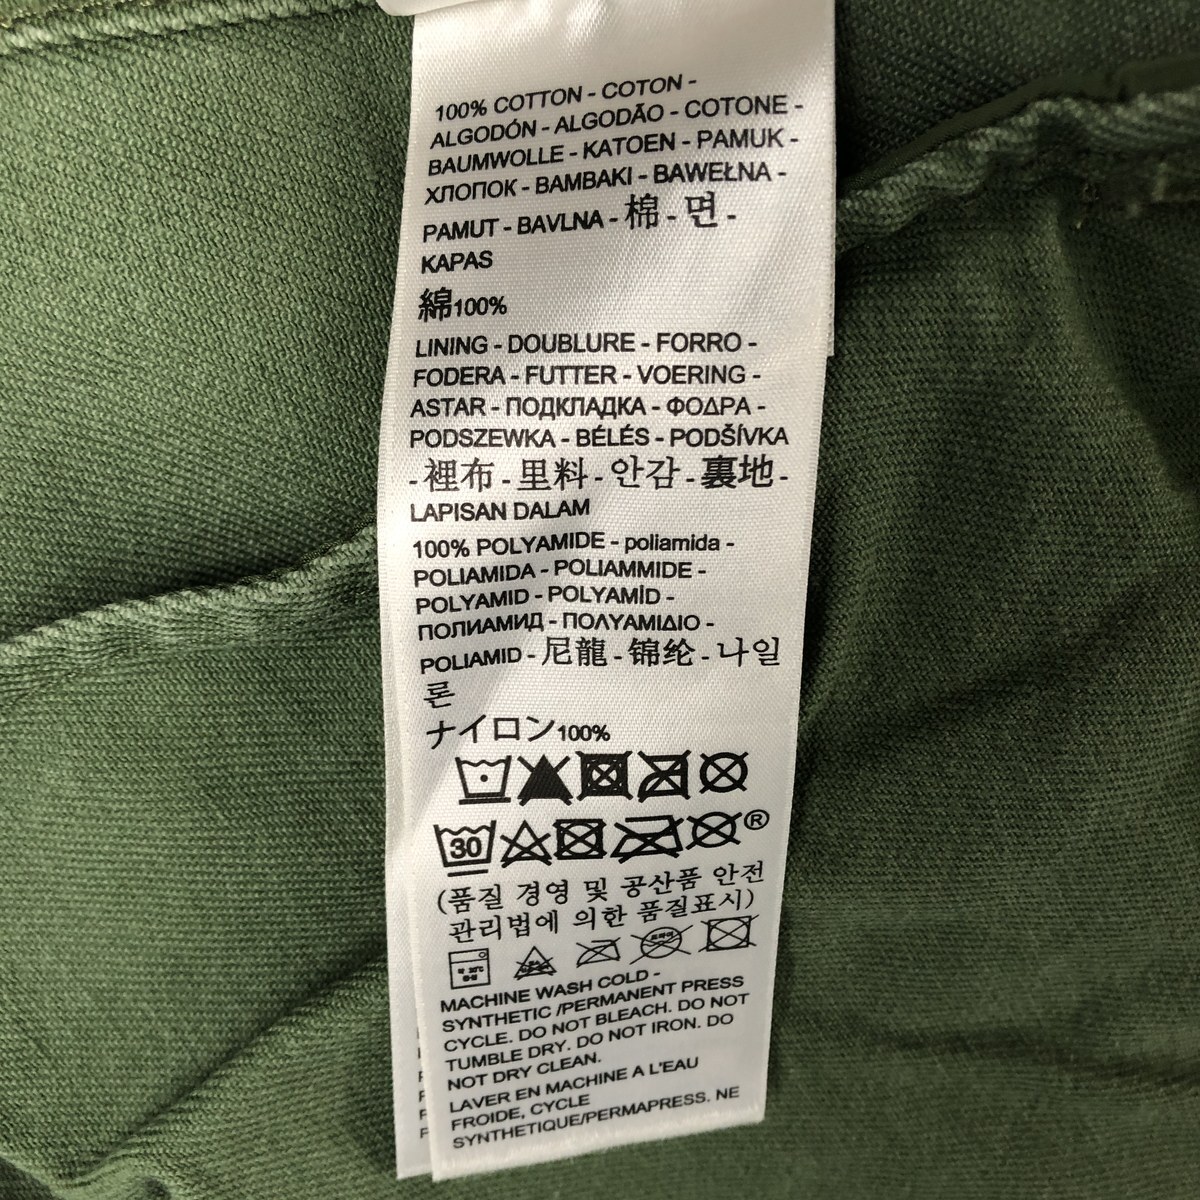 100% COTTON - COTON -
ALGODÓN - ALGODÃO - COTONE -
BAUMWOLLE - KATOEN - PAMUK -
ХЛОПОК - BAMBAKI - BAWEŁNA -
PAMUT - BAVLNA - 棉 - 면 -
KAPAS
綿100%
LINING - DOUBLURE - FORRO -
FODERA - FUTTER - VOERING -
ASTAR - ПОДКЛАДКА - ΦΟΔΡΑ -
PODSZEWKA - BÉLÉS - PODŠÍVKA
- 裡布 - 里料 - 안감 - 裏地 -
LAPISAN DALAM
100% POLYAMIDE - poliamida -
POLIAMIDA - POLIAMMIDE -
POLYAMID - POLYAMİD -
ПОЛИАМИД - ΠΟΛΥΑΜΙΔΙΟ -
POLIAMID - 尼龍 - 锦纶 - 나일
론
ナイロン100%
30 ®
(품질 경영 및 공산품 안전
관리법에 의한 품질표시)
MACHINE WASH COLD -
SYNTHETIC /PERMANENT PRESS
CYCLE. DO NOT BLEACH. DO NOT
TUMBLE DRY. DO NOT IRON. DO
NOT DRY CLEAN.
LAVER EN MACHINE A L'EAU
FROIDE, CYCLE
SYNTHETIQUE/PERMAPRESS. NE